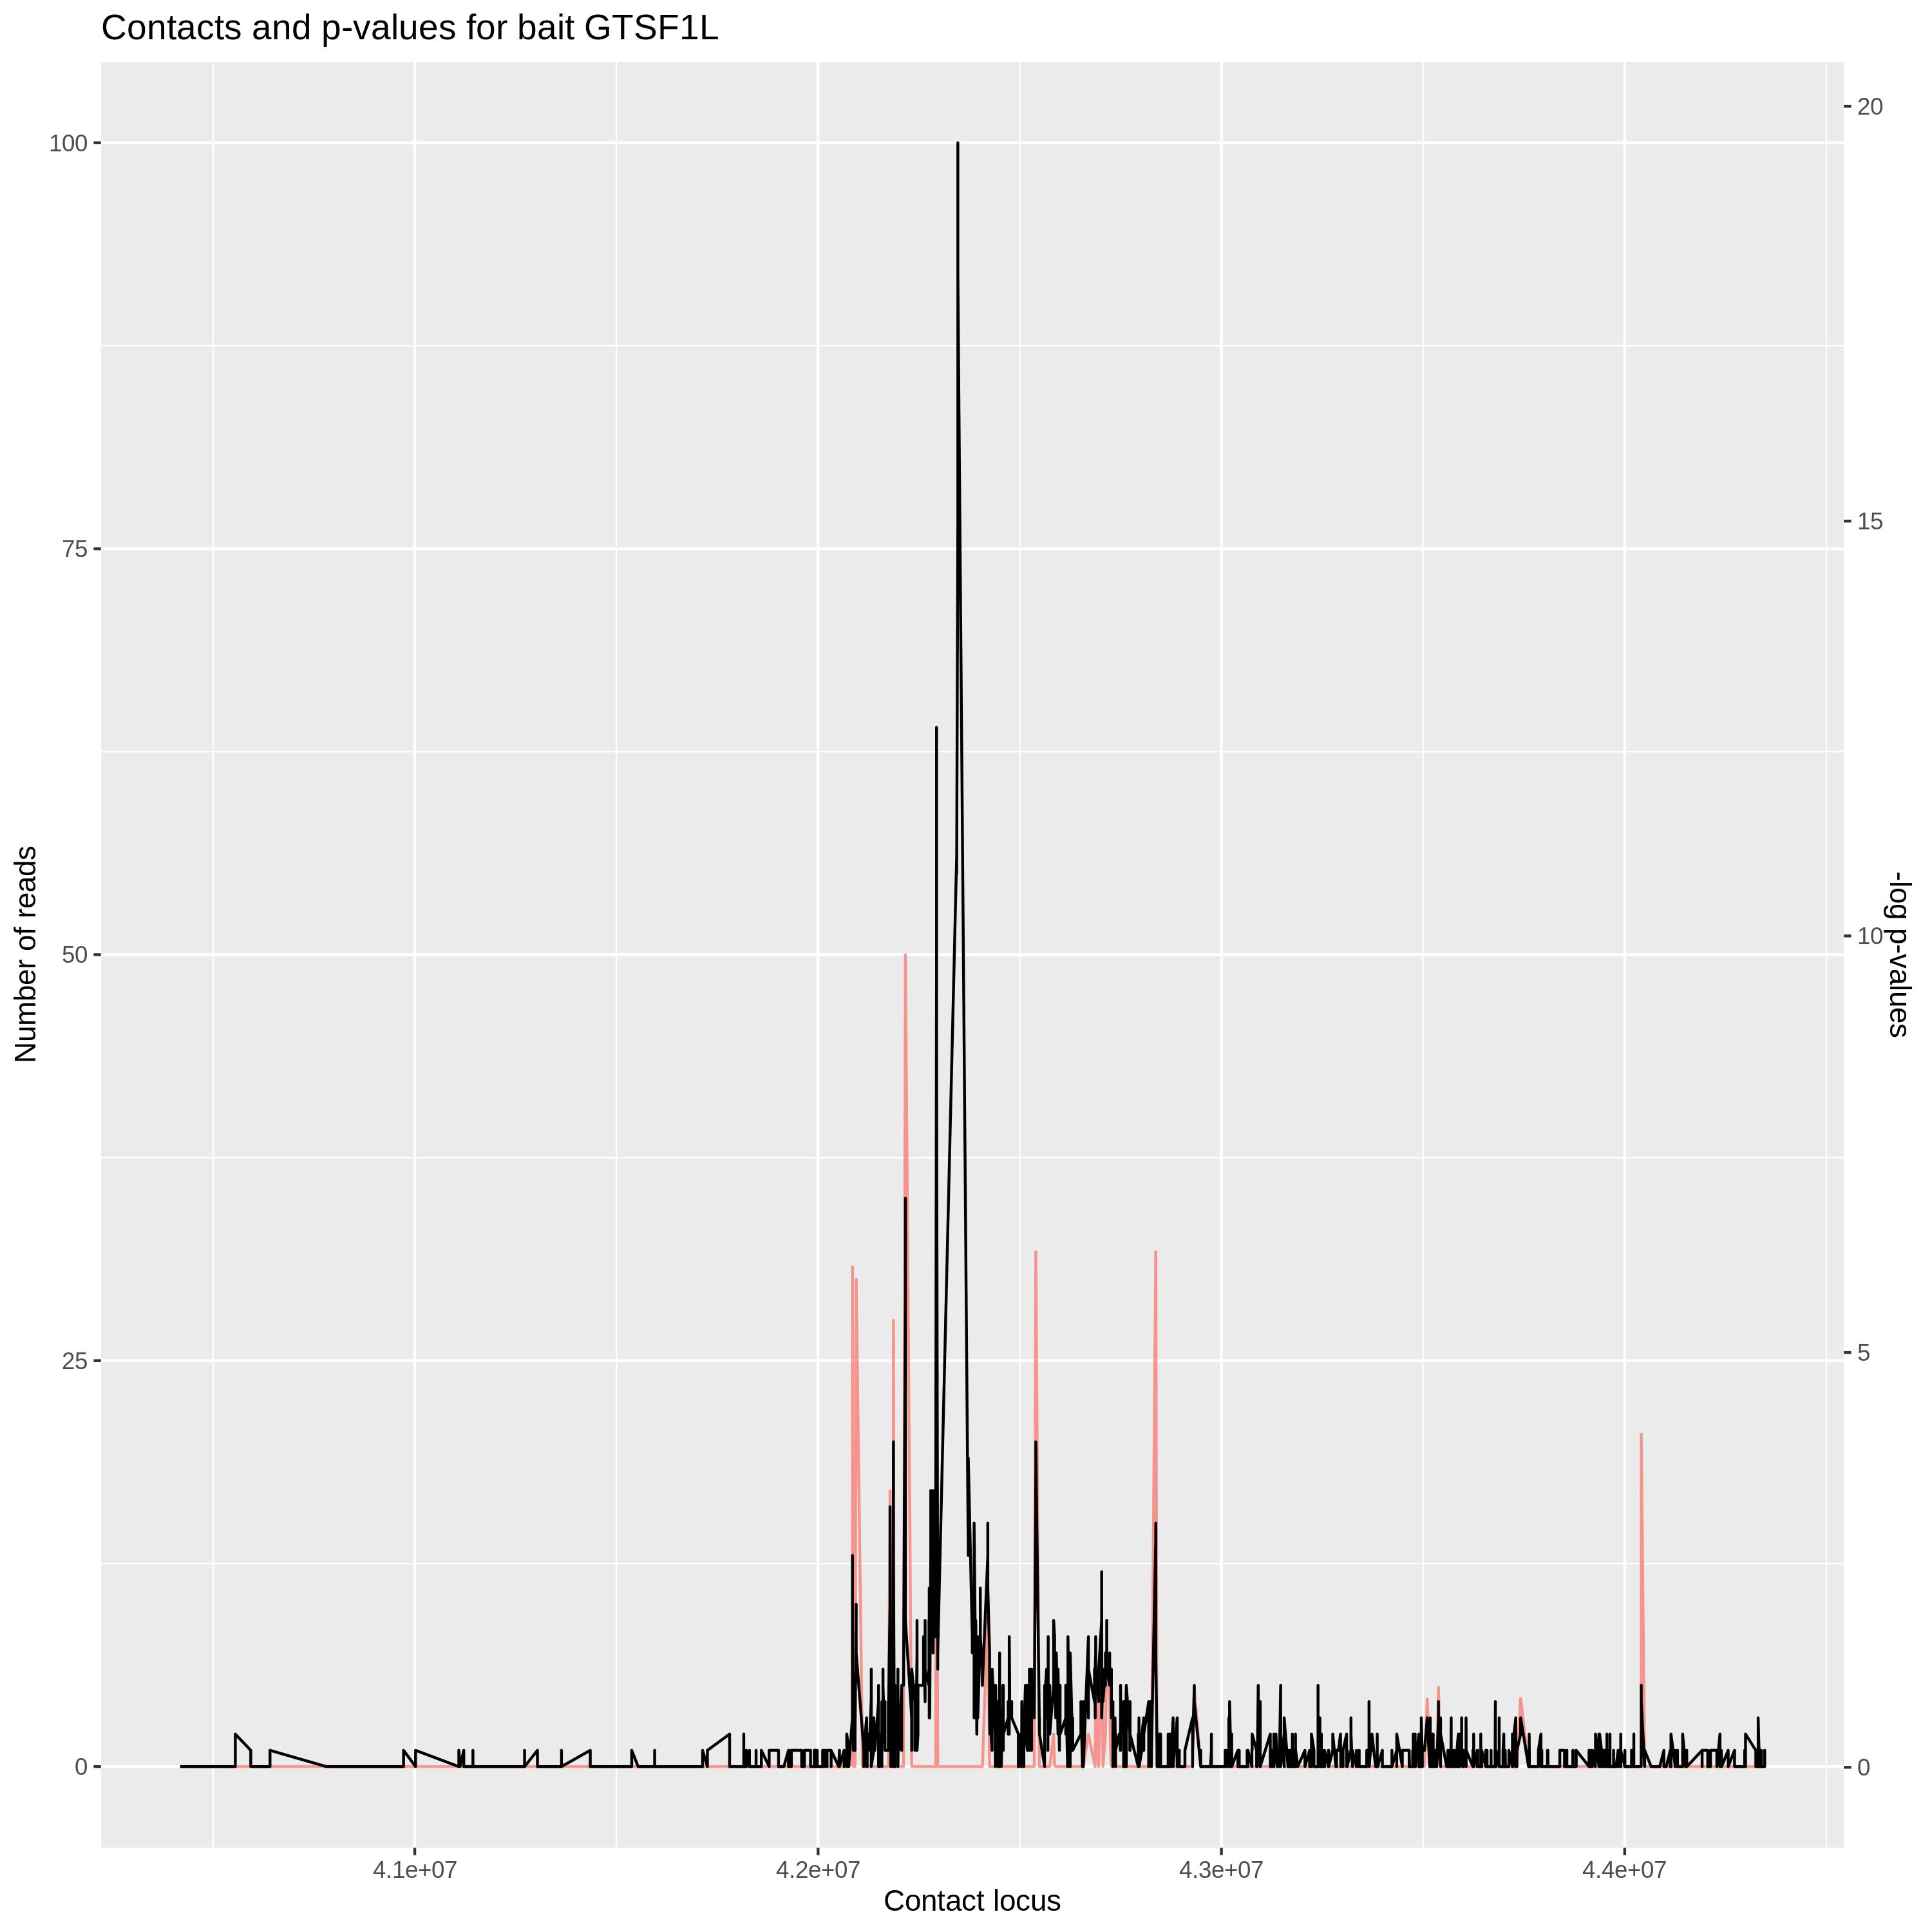 Contacts and p-values for bait GTSF1L
100
75
50
25
0
Number of reads
20
15
10
5
0
-log p-values
4.1e+07
4.2e+07
4.3e+07
4.4e+07
Contact locus